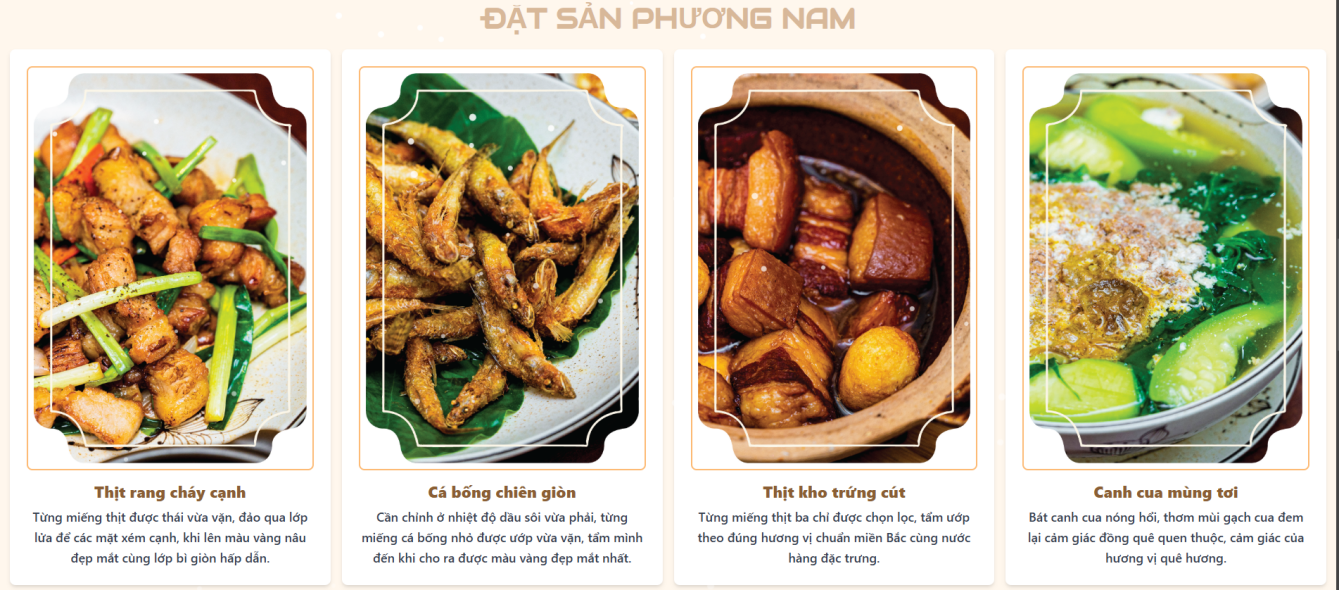 ĐẶT SẢN PHƯƠNG NAM
Thịt rang cháy cạnh
Từng miếng thịt được thái vừa vặn, đảo qua lớp
lửa để các mặt xém cạnh, khi lên màu vàng nâu
đẹp mắt cùng lớp bì giòn hấp dẫn.
Cá bống chiên giòn
Cần chỉnh ở nhiệt độ dầu sôi vừa phải, từng
miếng cá bống nhỏ được ướp vừa vặn, tẩm mình
đến khi cho ra được màu vàng đẹp mắt nhất.
Thịt kho trứng cút
Từng miếng thịt ba chỉ được chọn lọc, tẩm ướp
theo đúng hương vị chuẩn miền Bắc cùng nước
hàng đặc trưng.
Canh cua mùng tơi
Bát canh cua nóng hổi, thơm mùi gạch cua đem
lại cảm giác đồng quê quen thuộc, cảm giác của
hương vị quê hương.